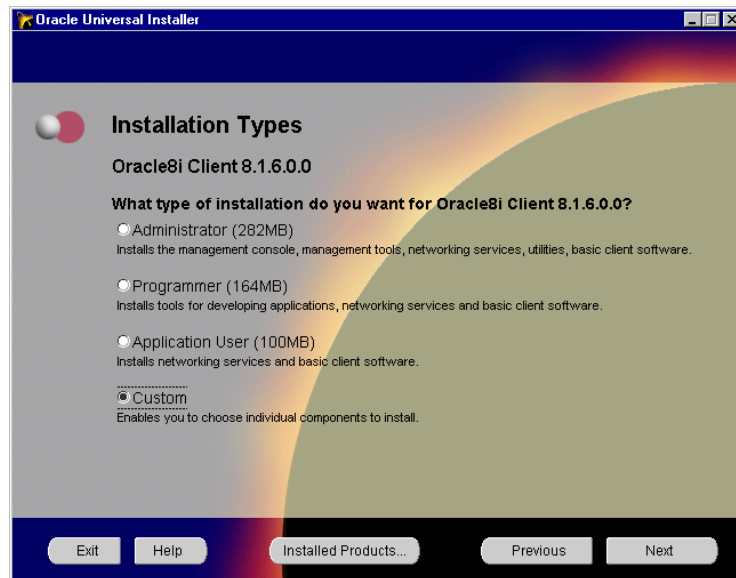 Oracle Universal Installer
Installation Types
Oracle8i Client 8.1.6.0.0
What type of installation do you want for Oracle8i Client 8.1.6.0.0?
Administrator (282MB)
Installs the management console, management tools, networking services, utilities, basic client software.
Programmer (164MB)
Installs tools for developing applications, networking services and basic client software.
Application User (100MB)
Installs networking services and basic client software.
Custom
Enables you to choose individual components to install.
Exit Help Installed Products... Previous Next